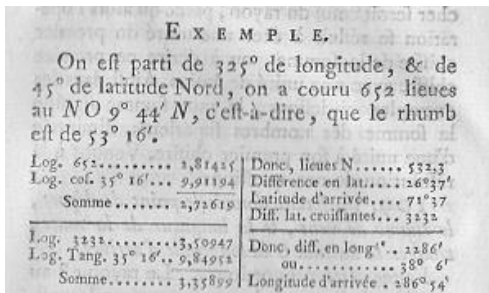 EXEMPLE.
On est parti de 325° de longitude, & de
45° de latitude Nord, on a couru 652 lieues
au NO 9° 44' N, c'est-à-dire, que le rhumb
est de 53° 16'.
Log. 652.......... 2,81425
Log. cos. 35° 16'... 9,91194
Somme........ 2,72619
Log. 3232.........3,50947
Log. Tang. 35° 16'.. 9,84952
Somme........ 3,35899
Donc, lieues N...... 532,3
Différence en lat..... 26°37'
Latitude d'arrivée.. 71°37
Diff. lat. croissantes... 3232
Donc, diff. en long... 2286'
ou............ 38° 6'
Longitude d'arrivée . 286° 54'